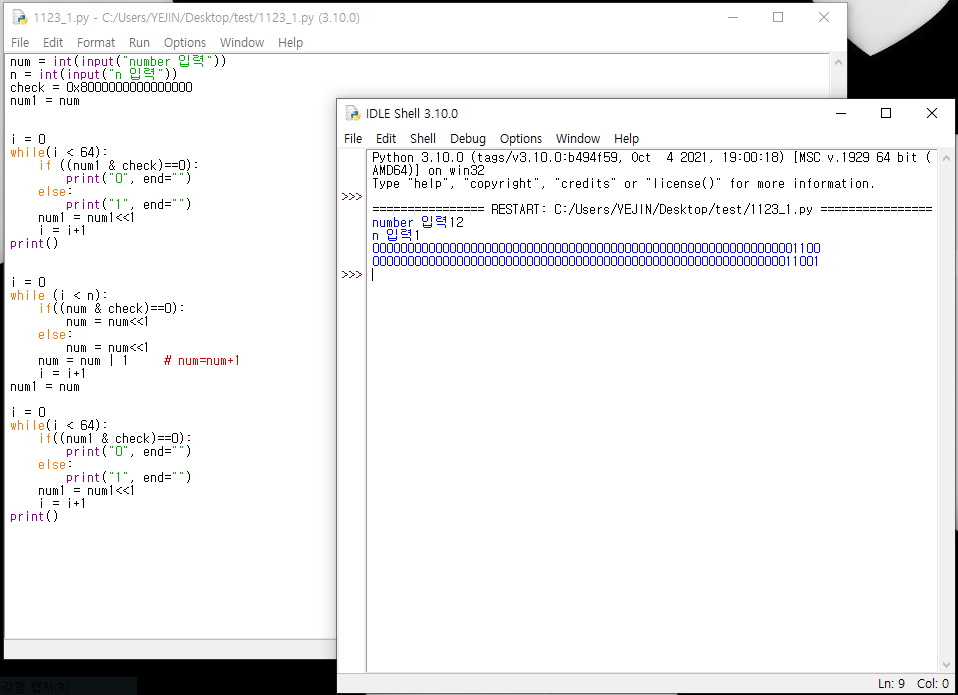 1123_1.py - C:/Users/YEJIN/Desktop/test/1123_1.py (3.10.0)
File Edit Format Run Options Window Help
num = int(input("number 입력"))
n = int(input("n 입력"))
check = 0x8000000000000000
num1 = num
i = 0
while(i < 64):
    if ((num1 & check)==0):
        print("0", end="")
    else:
        print("1", end="")
    num1 = num1<<1
    i = i+1
print()
i = 0
while (i < n):
    if((num & check)==0):
        num = num<<1
    else:
        num = num<<1
    num = num | 1     # num=num+1
    i = i+1
num1 = num
i = 0
while(i < 64):
    if((num1 & check)==0):
        print("0", end="")
    else:
        print("1", end="")
    num1 = num1<<1
    i = i+1
print()
IDLE Shell 3.10.0
File Edit Shell Debug Options Window Help
Python 3.10.0 (tags/v3.10.0:b494f59, Oct  4 2021, 19:00:18) [MSC v.1929 64 bit (
AMD64)] on win32
Type "help", "copyright", "credits" or "license()" for more information.
>>>
================ RESTART: C:/Users/YEJIN/Desktop/test/1123_1.py ================
number 입력12
n 입력1
0000000000000000000000000000000000000000000000000000000000001100
0000000000000000000000000000000000000000000000000000000000011001
>>>
Ln: 9 Col: 0